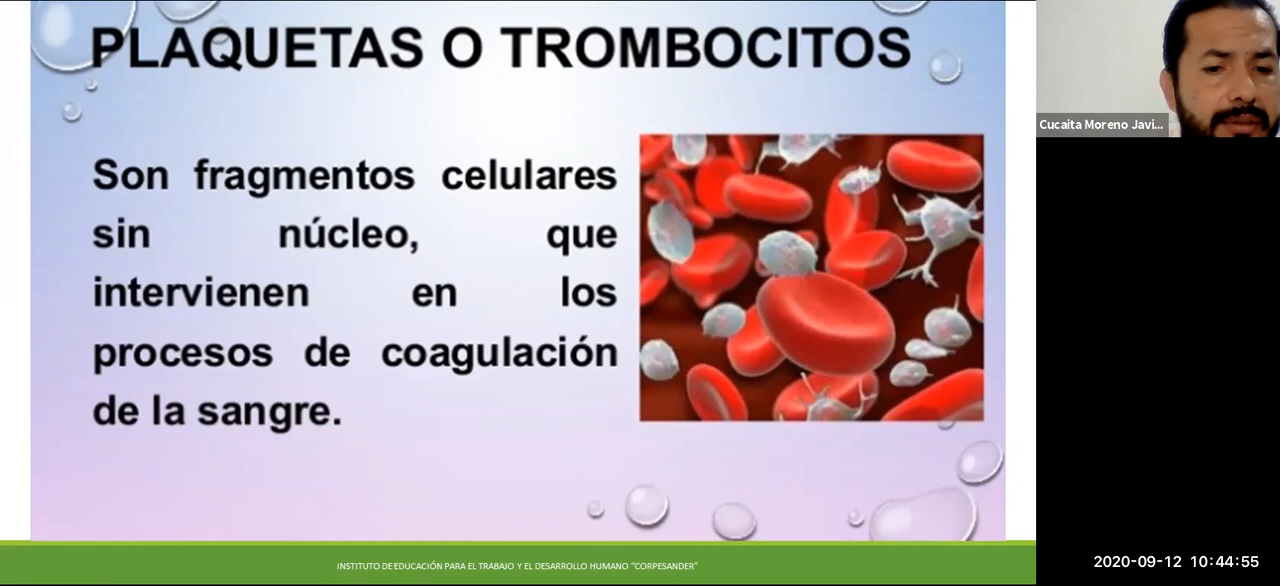 PLAQUETAS O TROMBOCITOS
Son fragmentos celulares
sin núcleo, que
intervienen en los
procesos de coagulación
de la sangre.
INSTITUTO DE EDUCACIÓN PARA EL TRABAJO Y EL DESARROLLO HUMANO “CORPESANDER”
Cucaita Moreno Javi...
2020-09-12 10:44:55